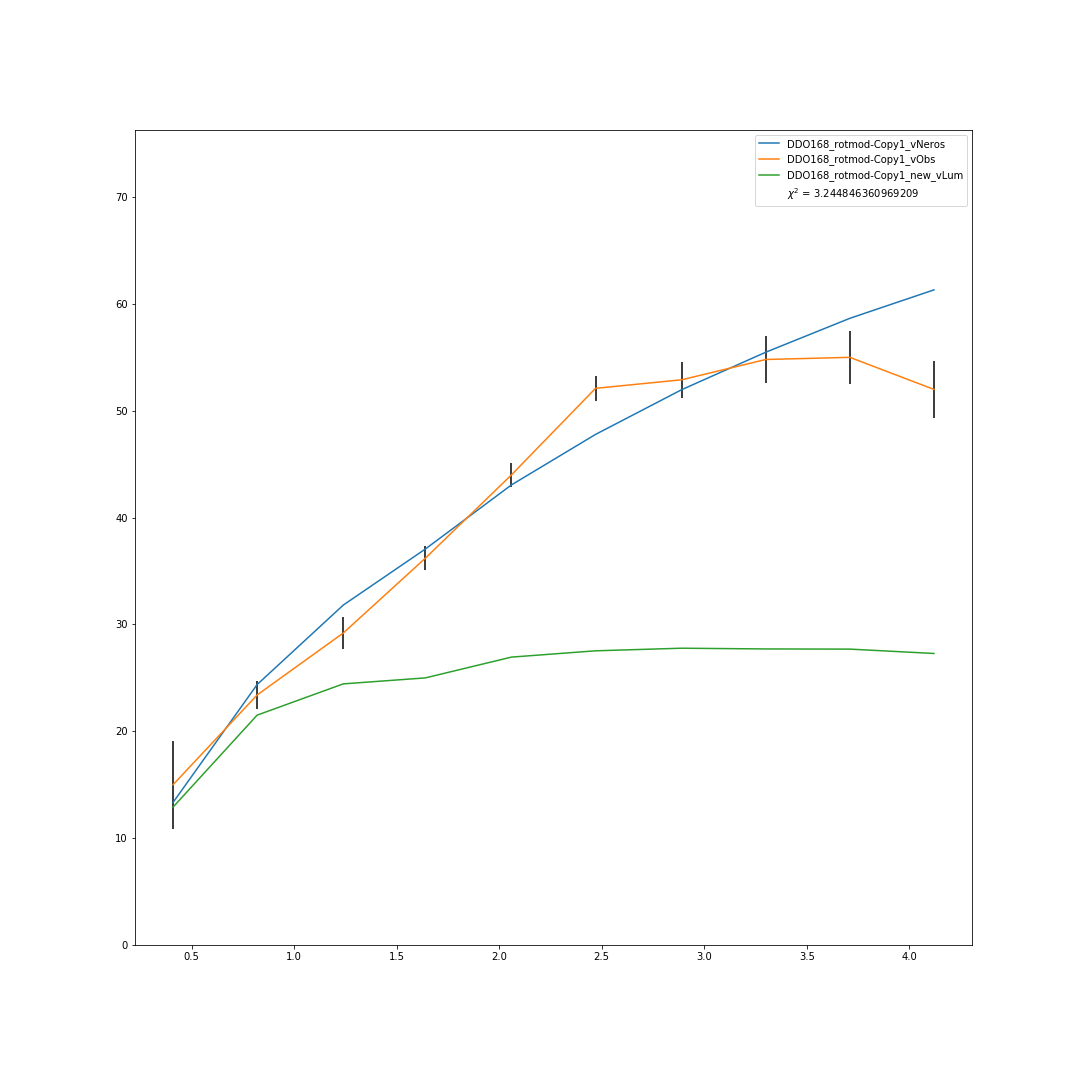 DDO168_rotmod-Copy1_vNeros
DDO168_rotmod-Copy1_vObs
DDO168_rotmod-Copy1_new_vLum
χ² = 3.244846360969209
70
60
50
40
30
20
10
0
0.5 1.0 1.5 2.0 2.5 3.0 3.5 4.0